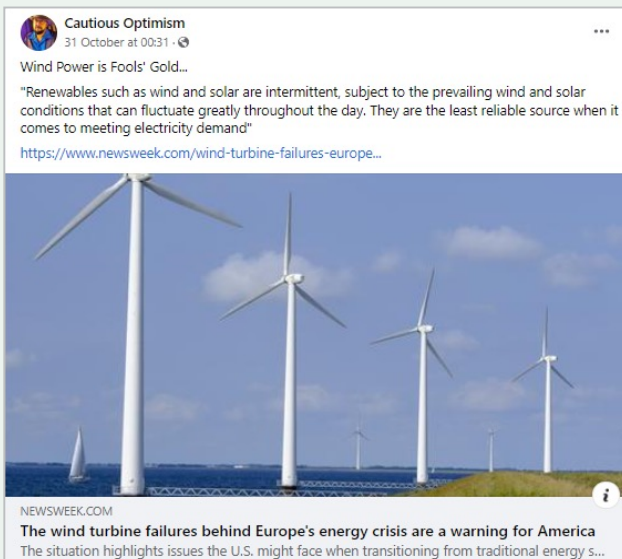 Cautious Optimism
31 October at 00:31 ·
Wind Power is Fools' Gold...
"Renewables such as wind and solar are intermittent, subject to the prevailing wind and solar
conditions that can fluctuate greatly throughout the day. They are the least reliable source when it
comes to meeting electricity demand"
https://www.newsweek.com/wind-turbine-failures-europe...
NEWSWEEK.COM
The wind turbine failures behind Europe's energy crisis are a warning for America
The situation highlights issues the U.S. might face when transitioning from traditional energy s...